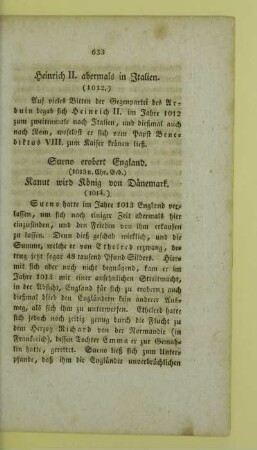 633
Heinrich II. abermals in Italien.
(1012.)
Auf vieles Bitten der Gegenpartei des Ar-
duin begab sich Heinrich II. im Jahre 1012
zum zweitenmale nach Italien, und dießmal auch
nach Rom, woselbst er sich vom Papst Bene-
diktus VIII. zum Kaiser krönen ließ.
Sueno erobert England.
(1013 n. Chr. Geb.)
Kanut wird König von Dänemark.
(1014.)
Sueno hatte im Jahre 1013 England ver-
lassen, um sich nach einiger Zeit abermals hier
einzufinden, und den Frieden von ihm erkaufen
zu lassen. Denn dieß geschah wirklich, und die
Summe, welche er von Ethelred erzwang, be-
trug jetzt sogar 48 tausend Pfund Silbers. Hier-
mit sich aber noch nicht begnügend, kam er im
Jahre 1013 mit einer ansehnlichen Streitmacht,
in der Absicht, England für sich zu erobern; auch
dießmal blieb den Engländern kein anderer Aus-
weg, als sich ihm zu unterwerfen. Ethelred hatte
sich jedoch noch zeitig genug durch die Flucht zu
dem Herzog Richard von der Normandie (in
Frankreich), dessen Tochter Emma er zur Gemah-
lin hatte, gerettet. Sueno ließ sich zum Unter-
pfande, daß ihm die Engländer unverbrüchlichen